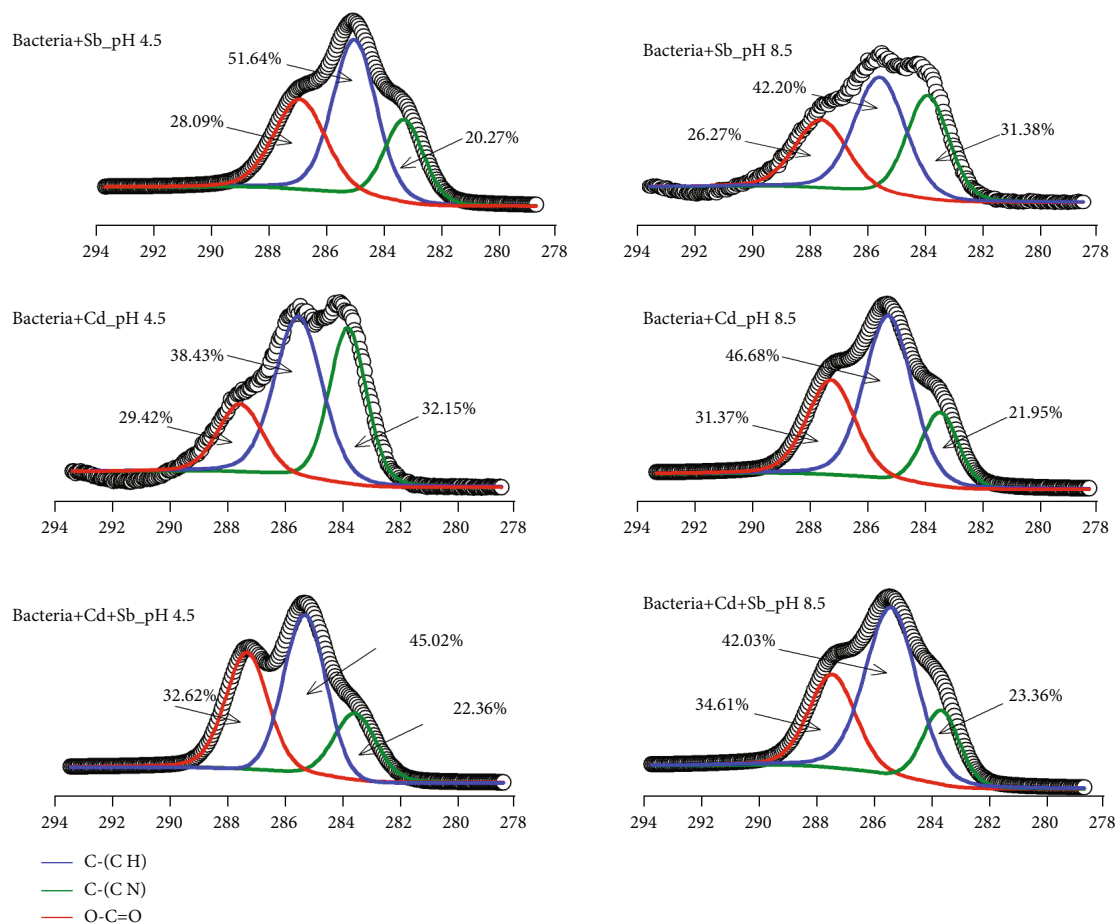 Bacteria+Sb_pH 4.5
51.64%
28.09%
20.27%
294 292 290 288 286 284 282 280 278
Bacteria+Sb_pH 8.5
42.20%
26.27%
31.38%
294 292 290 288 286 284 282 280 278
Bacteria+Cd_pH 4.5
38.43%
29.42%
32.15%
294 292 290 288 286 284 282 280 278
Bacteria+Cd_pH 8.5
46.68%
31.37%
21.95%
294 292 290 288 286 284 282 280 278
Bacteria+Cd+Sb_pH 4.5
45.02%
32.62%
22.36%
294 292 290 288 286 284 282 280 278
Bacteria+Cd+Sb_pH 8.5
42.03%
34.61%
23.36%
294 292 290 288 286 284 282 280 278
C-(C H)
C-(C N)
O-C=O